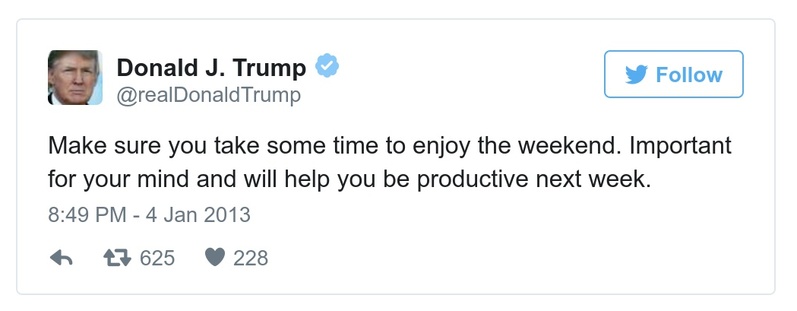 Donald J. Trump
@realDonaldTrump
Follow
Make sure you take some time to enjoy the weekend. Important
for your mind and will help you be productive next week.
8:49 PM - 4 Jan 2013
625 228